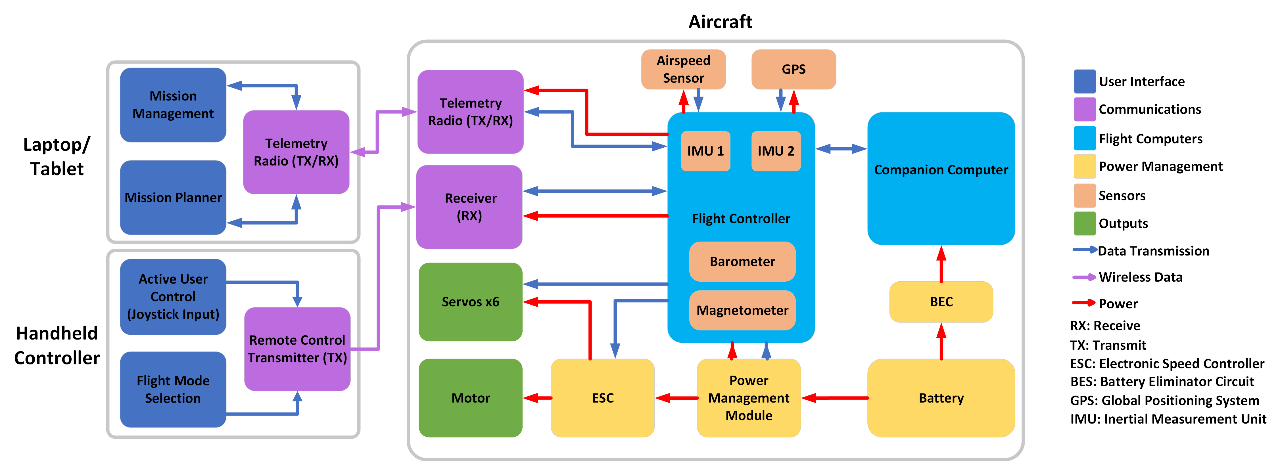 Aircraft
Laptop/
Tablet
Mission
Management
Mission Planner
Telemetry
Radio (TX/RX)
Handheld
Controller
Active User
Control
(Joystick Input)
Flight Mode
Selection
Remote Control
Transmitter (TX)
Telemetry
Radio (TX/RX)
Receiver
(RX)
Servos x6
Motor
ESC
Airspeed
Sensor
GPS
IMU 1
IMU 2
Flight Controller
Barometer
Magnetometer
Power
Management
Module
Companion Computer
BEC
Battery
User Interface
Communications
Flight Computers
Power Management
Sensors
Outputs
Data Transmission
Wireless Data
Power
RX: Receive
TX: Transmit
ESC: Electronic Speed Controller
BES: Battery Eliminator Circuit
GPS: Global Positioning System
IMU: Inertial Measurement Unit